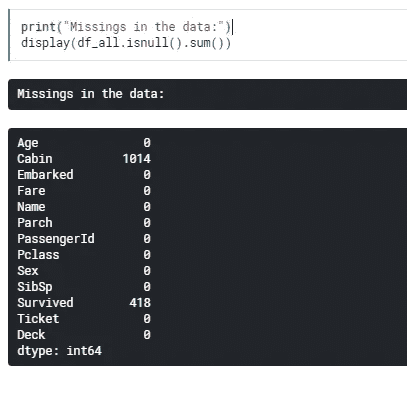 print("Missings in the data:")
display(df_all.isnull().sum())
Missings in the data:
Age 0
Cabin 1014
Embarked 0
Fare 0
Name 0
Parch 0
PassengerId 0
Pclass 0
Sex 0
SibSp 0
Survived 418
Ticket 0
Deck 0
dtype: int64